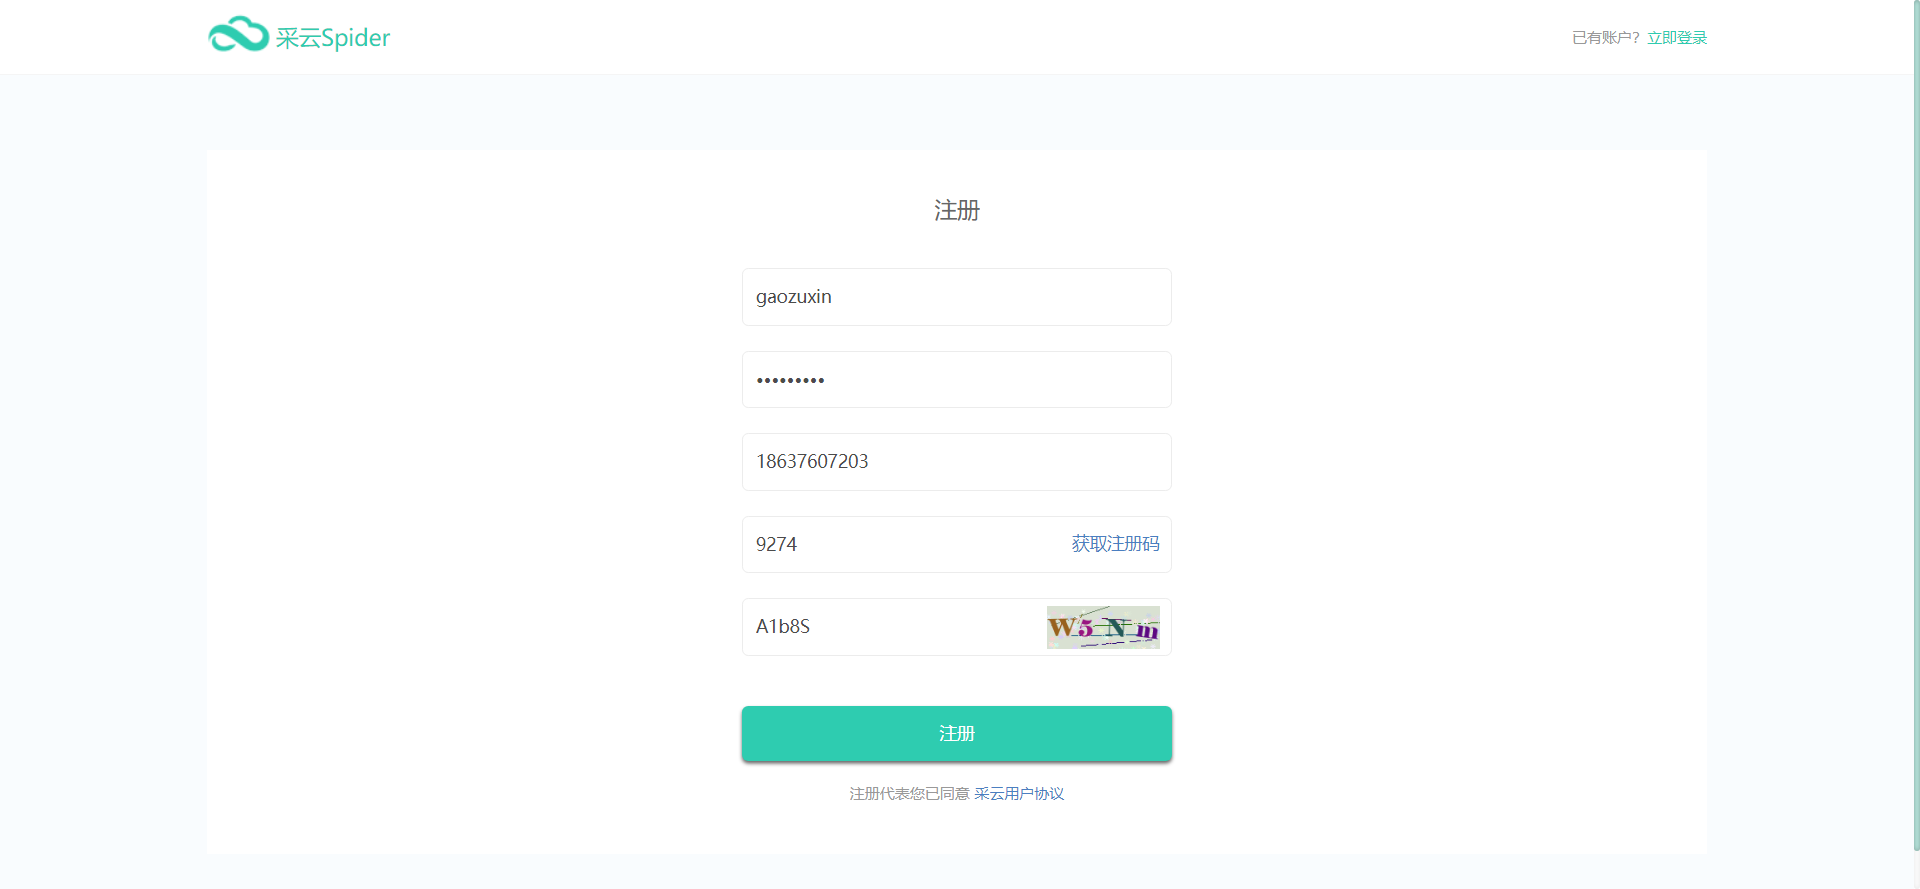 采云Spider
已有账户? 立即登录
注册
gaozuxin
•••••••••
18637607203
9274 获取注册码
A1b8S W5Nm
注册
注册代表您已同意 采云用户协议